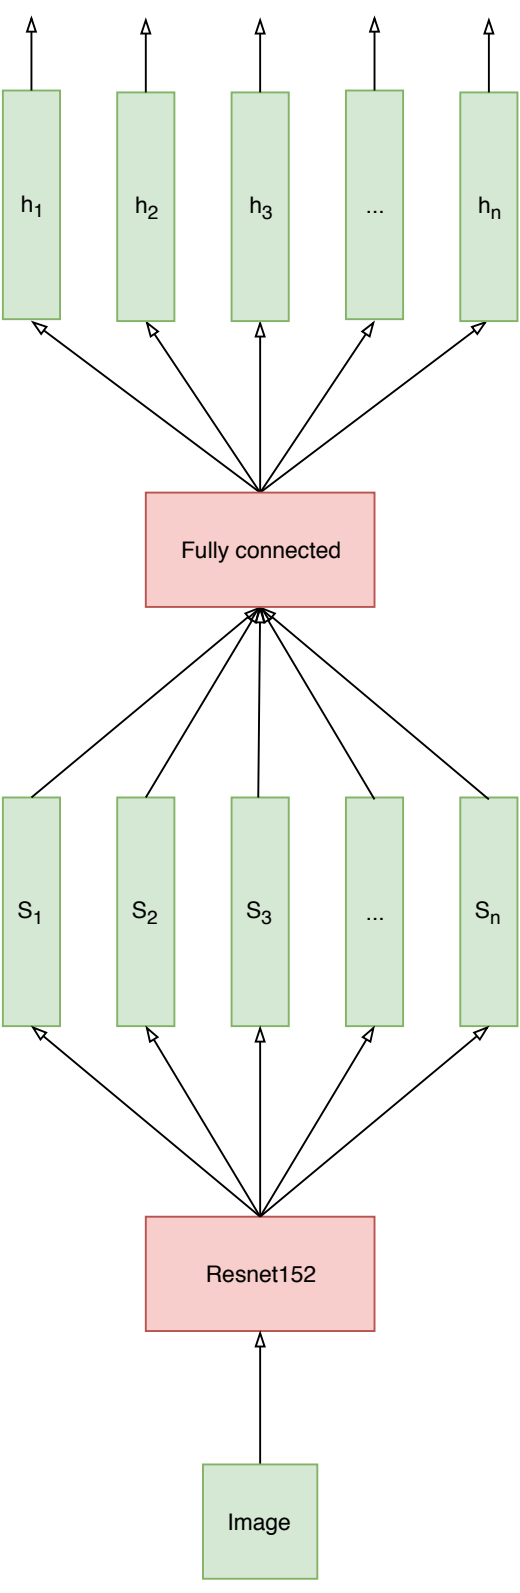 h1 h2 h3 ... hn
Fully connected
S1 S2 S3 ... Sn
Resnet152
Image